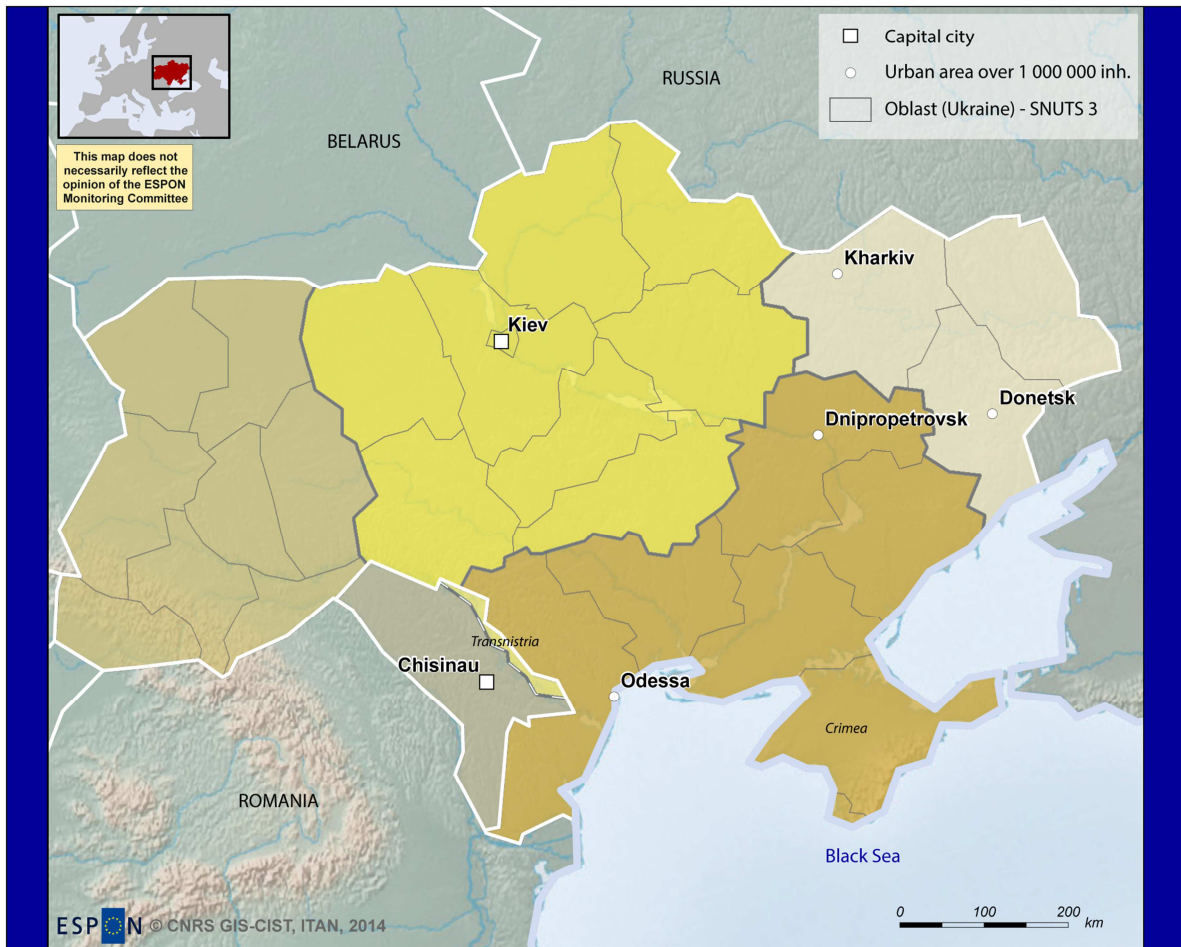 Capital city
Urban area over 1 000 000 inh.
Oblast (Ukraine) - SNUTS 3
This map does not
necessarily reflect the
opinion of the ESPON
Monitoring Committee
RUSSIA
BELARUS
Kharkiv
Kiev
Donetsk
Dnipropetrovsk
Transnistria
Chisinau
Odessa
Crimea
ROMANIA
Black Sea
ESPON © CNRS GIS-CIST, ITAN, 2014
0 100 200
km